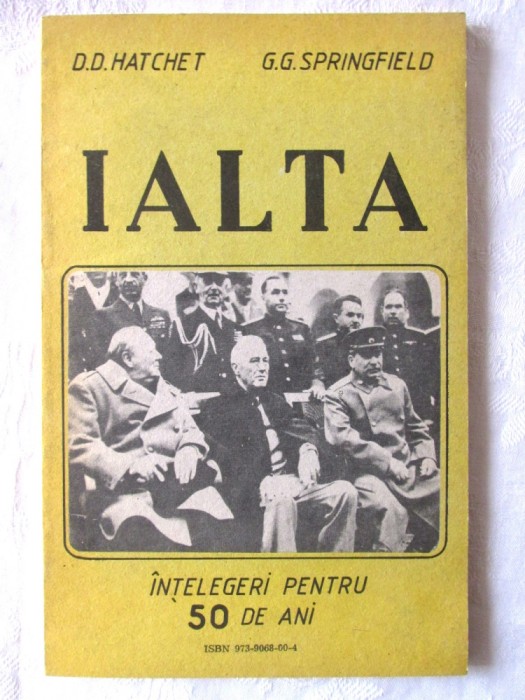 D.D. HATCHET G.G. SPRINGFIELD
IALTA
ÎNȚELEGERI PENTRU
50 DE ANI
ISBN 973-9068-00-4